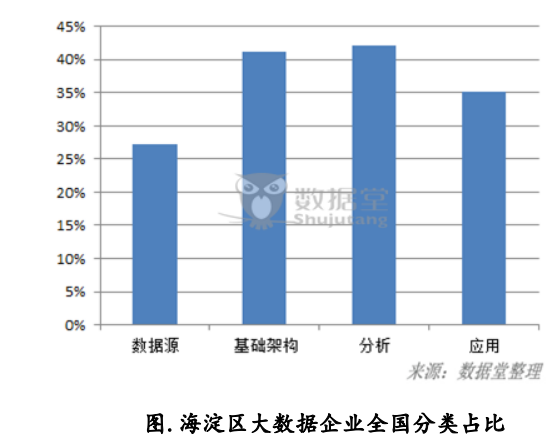 45%
40%
35%
30%
25%
20%
15%
10%
5%
0%
数据堂
Shujutang
数据源 基础架构 分析 应用
来源：数据堂整理
图.海淀区大数据企业全国分类占比